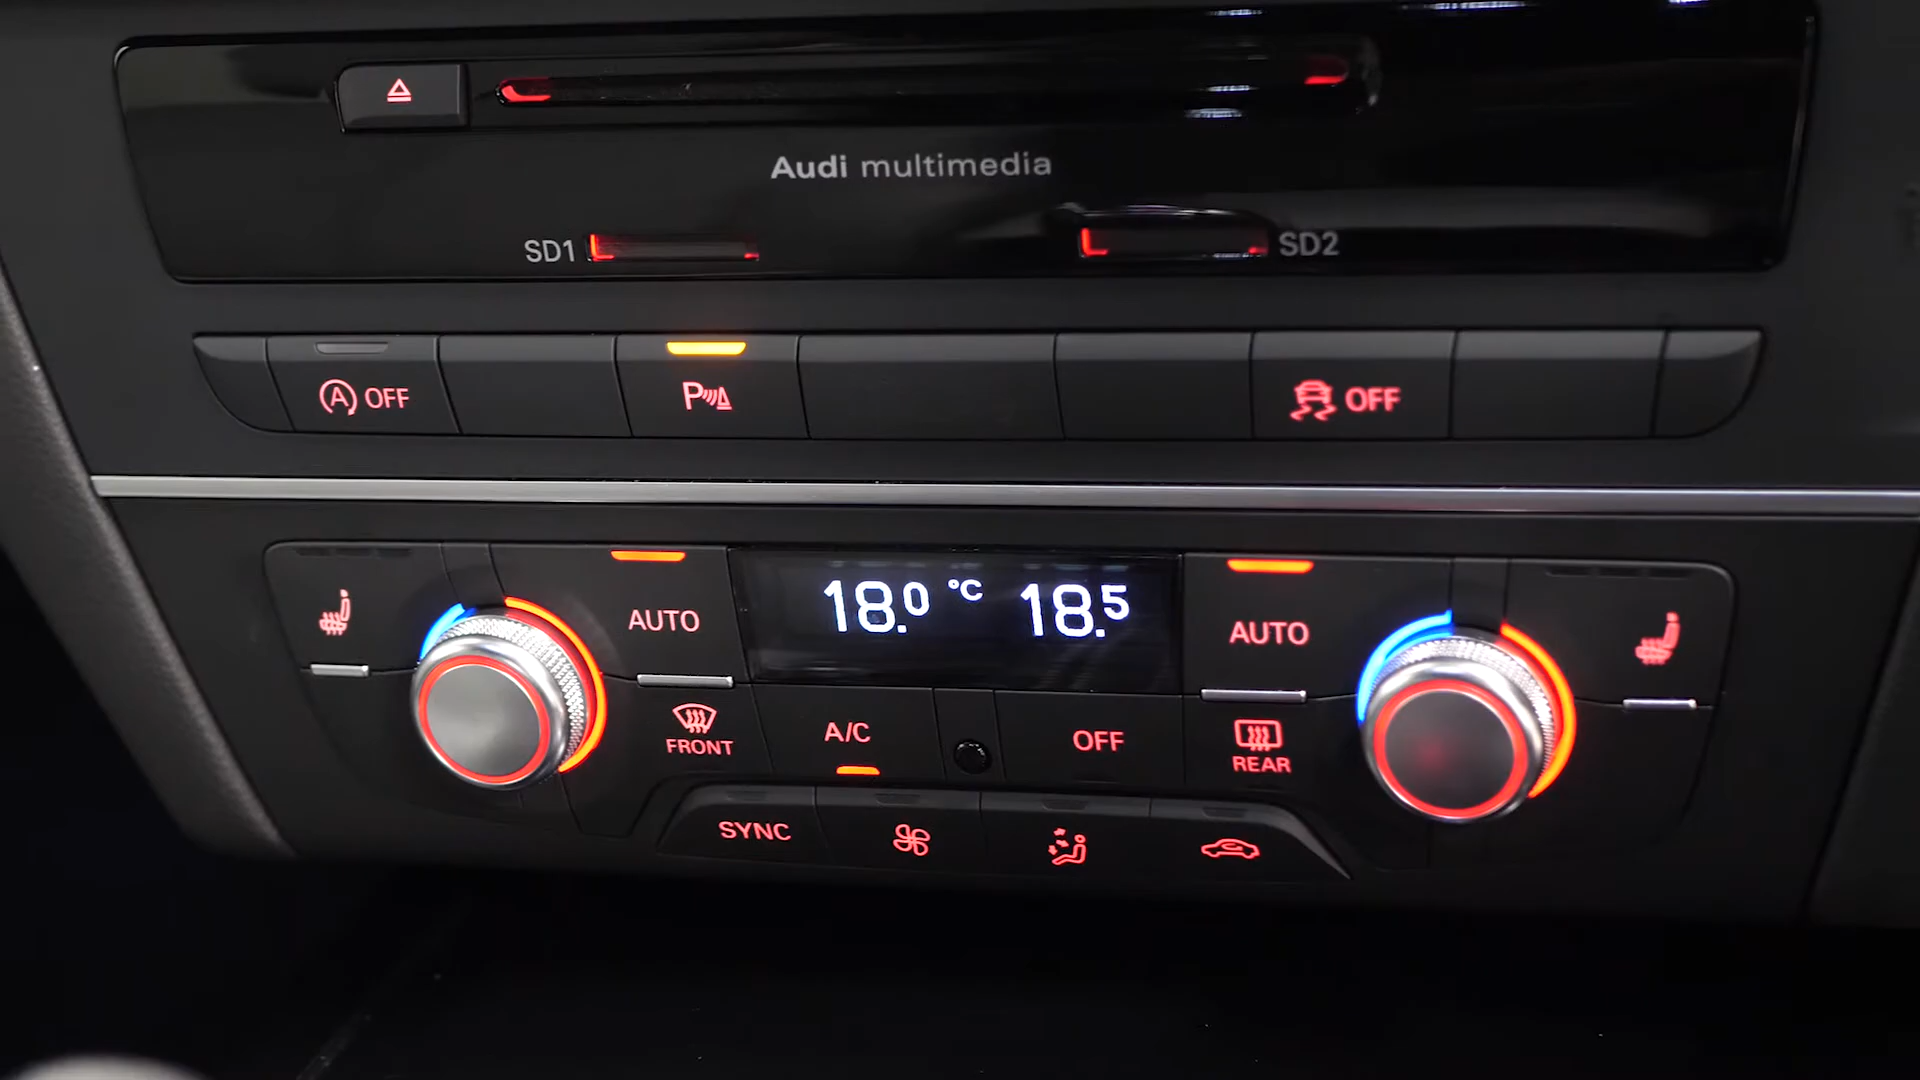 Audi multimedia
SD1 SD2
A OFF P OFF
AUTO 18.0 °C 18.5 AUTO
FRONT A/C OFF REAR
SYNC